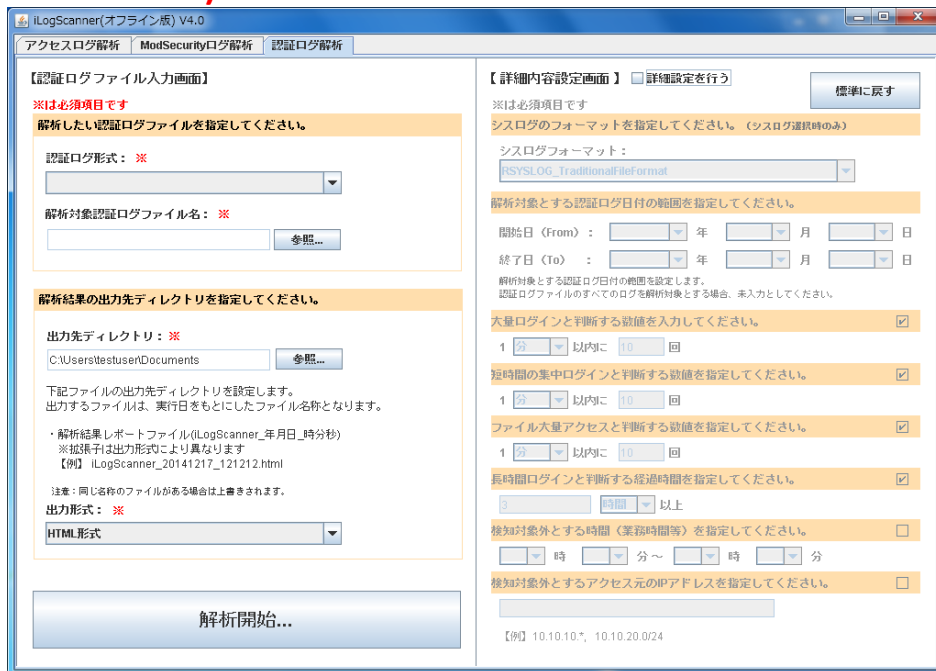 iLogScanner(オフライン版) V4.0
アクセスログ解析 ModSecurityログ解析 認証ログ解析
【認証ログファイル入力画面】
※は必須項目です
解析したい認証ログファイルを指定してください。
認証ログ形式： ※
解析対象認証ログファイル名： ※
参照...
解析結果の出力先ディレクトリを指定してください。
出力先ディレクトリ： ※
C:\Users\testuser\Documents 参照...
下記ファイルの出力先ディレクトリを設定します。
出力するファイルは、実行日をもとにしたファイル名称となります。
・解析結果レポートファイル(iLogScanner_年月日_時分秒)
※拡張子は出力形式により異なります
【例】 iLogScanner_20141217_121212.html
注意：同じ名称のファイルがある場合は上書きされます。
出力形式： ※
HTML形式
解析開始...
【 詳細内容設定画面 】 詳細設定を行う
標準に戻す
※は必須項目です
シスログのフォーマットを指定してください。（シスログ選択時のみ）
シスログフォーマット：
RSYSLOG_TraditionalFileFormat
解析対象とする認証ログ日付の範囲を指定してください。
開始日（From）： 年 月 日
終了日（To） ： 年 月 日
解析対象とする認証ログ日付の範囲を設定します。
認証ログファイルのすべてのログを解析対象とする場合、未入力としてください。
大量ログインと判断する数値を入力してください。
1 分 以内に 10 回
短時間の集中ログインと判断する数値を指定してください。
1 分 以内に 10 回
ファイル大量アクセスと判断する数値を指定してください。
1 分 以内に 10 回
長時間ログインと判断する経過時間を指定してください。
3 時間 以上
検知対象外とする時間（業務時間等）を指定してください。
時 分～ 時 分
検知対象外とするアクセス元のIPアドレスを指定してください。
【例】10.10.10.*, 10.10.20.0/24